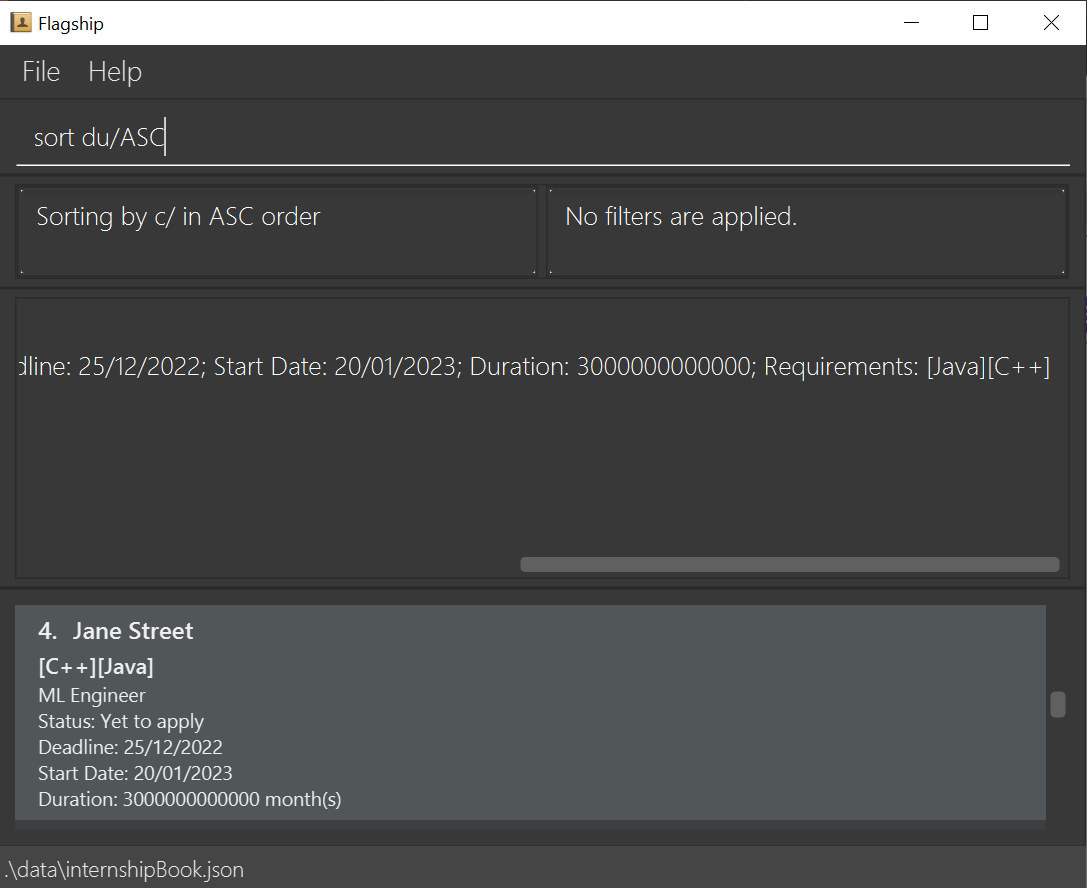 Flagship
File Help
sort du/ASC
Sorting by c/ in ASC order
No filters are applied.
dline: 25/12/2022; Start Date: 20/01/2023; Duration: 3000000000000; Requirements: [Java][C++]
4. Jane Street
[C++][Java]
ML Engineer
Status: Yet to apply
Deadline: 25/12/2022
Start Date: 20/01/2023
Duration: 3000000000000 month(s)
.\data\internshipBook.json